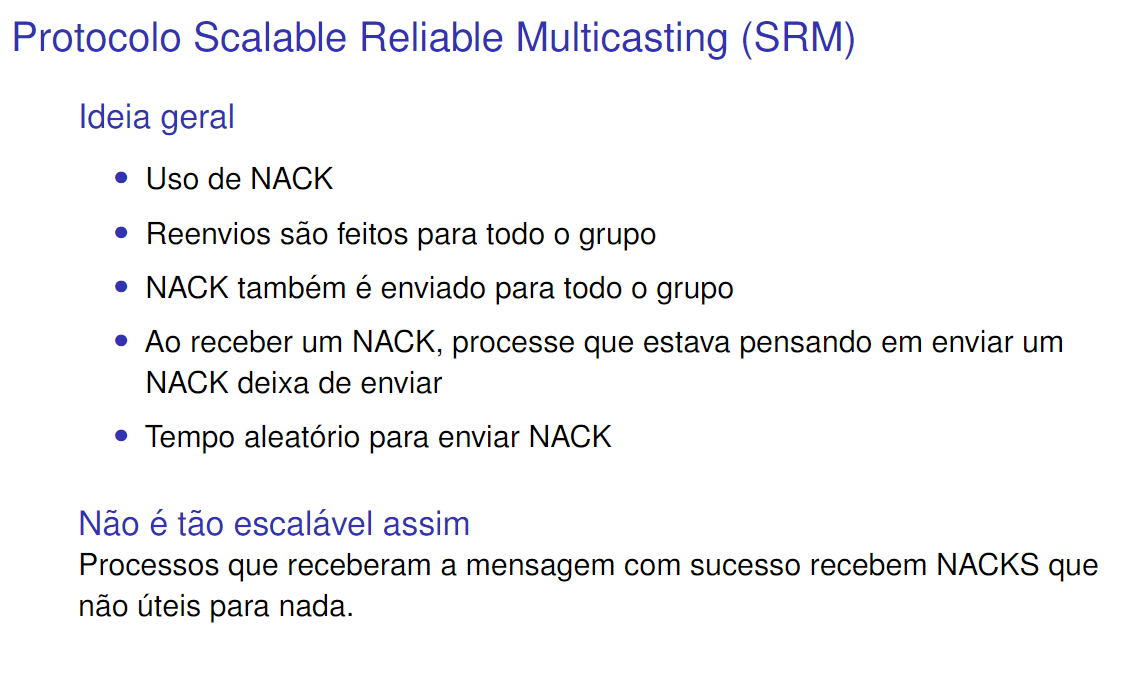 Protocolo Scalable Reliable Multicasting (SRM)
Ideia geral
• Uso de NACK
• Reenvios são feitos para todo o grupo
• NACK também é enviado para todo o grupo
• Ao receber um NACK, processe que estava pensando em enviar um
NACK deixa de enviar
• Tempo aleatório para enviar NACK
Não é tão escalável assim
Processos que receberam a mensagem com sucesso recebem NACKS que
não úteis para nada.